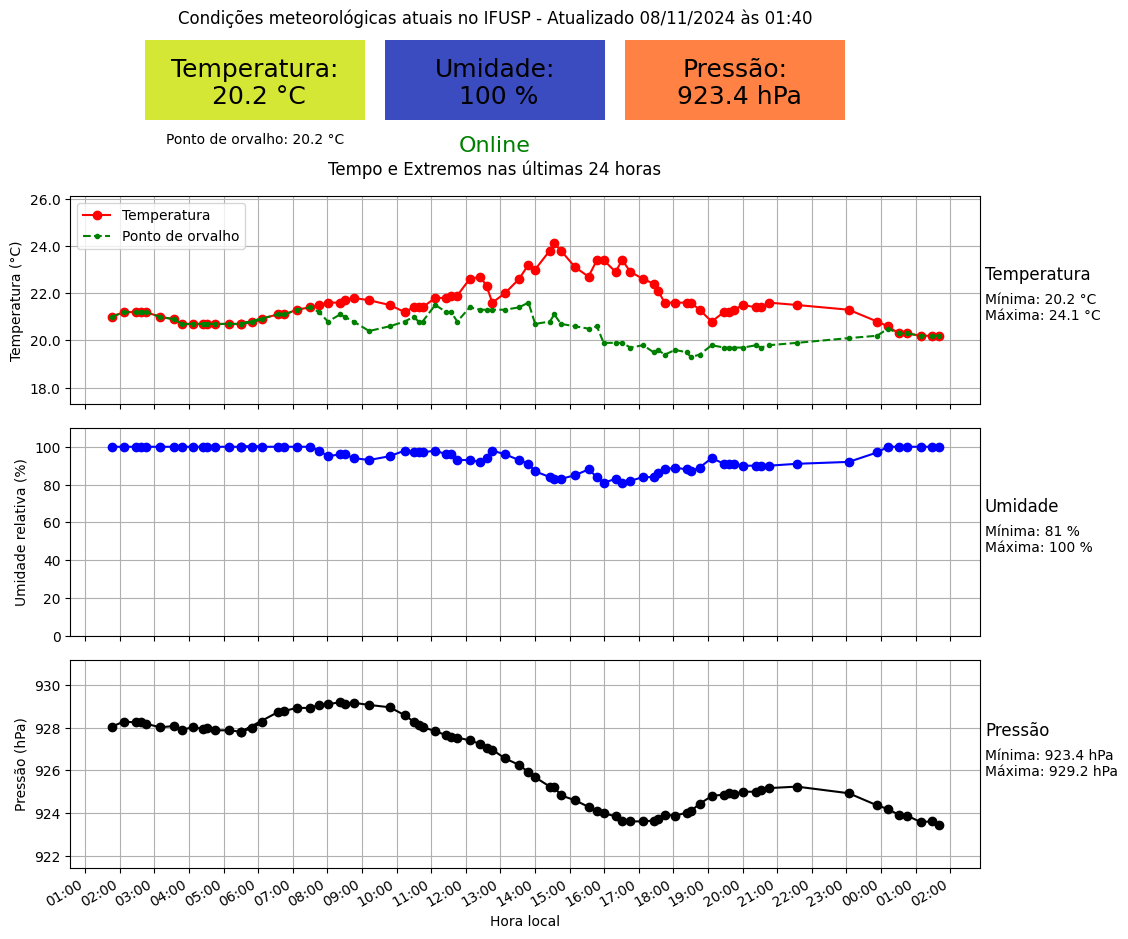 Condições meteorológicas atuais no IFUSP - Atualizado 08/11/2024 às 01:40
Temperatura:
20.2 °C
Umidade:
100 %
Pressão:
923.4 hPa
Ponto de orvalho: 20.2 °C
Online
Tempo e Extremos nas últimas 24 horas
Temperatura (°C)
26.0
24.0
22.0
20.0
18.0
Temperatura
Ponto de orvalho
Temperatura
Mínima: 20.2 °C
Máxima: 24.1 °C
Umidade relativa (%)
100
80
60
40
20
0
Umidade
Mínima: 81 %
Máxima: 100 %
Pressão (hPa)
930
928
926
924
922
Pressão
Mínima: 923.4 hPa
Máxima: 929.2 hPa
01:00
02:00
03:00
04:00
05:00
06:00
07:00
08:00
09:00
10:00
11:00
12:00
13:00
14:00
15:00
16:00
17:00
18:00
19:00
20:00
21:00
22:00
23:00
00:00
01:00
02:00
Hora local